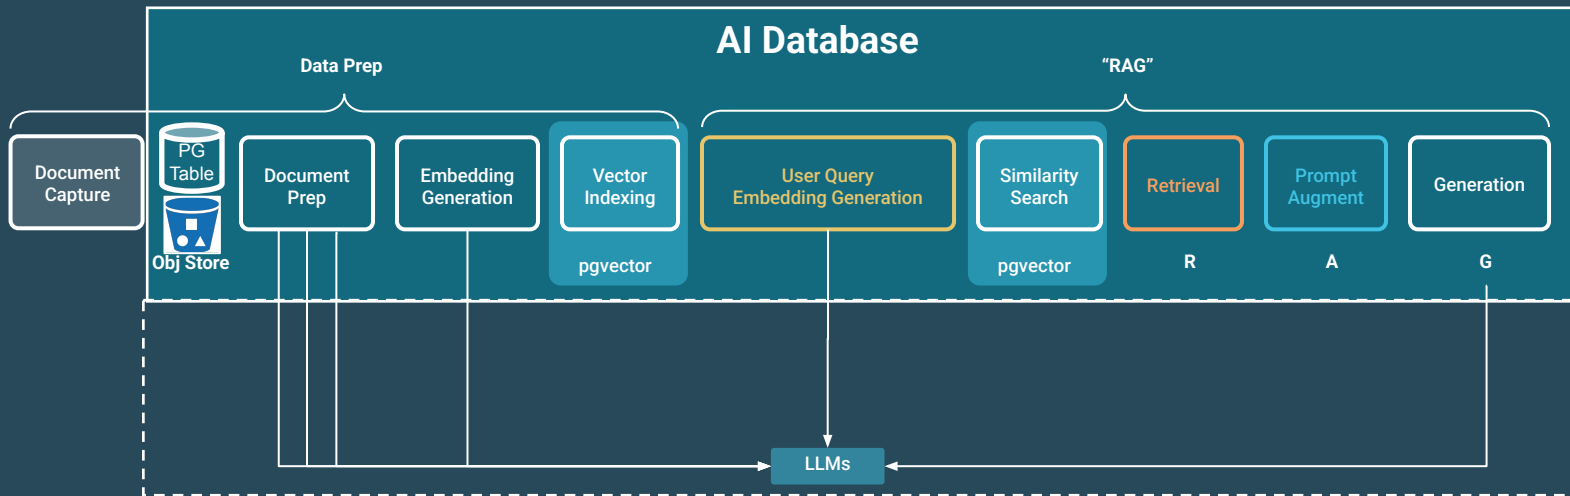 AI Database
Data Prep
“RAG”
Document
Capture
PG
Table
Obj Store
Document
Prep
Embedding
Generation
Vector
Indexing
pgvector
User Query
Embedding Generation
Similarity
Search
pgvector
Retrieval
R
Prompt
Augment
A
Generation
G
LLMs